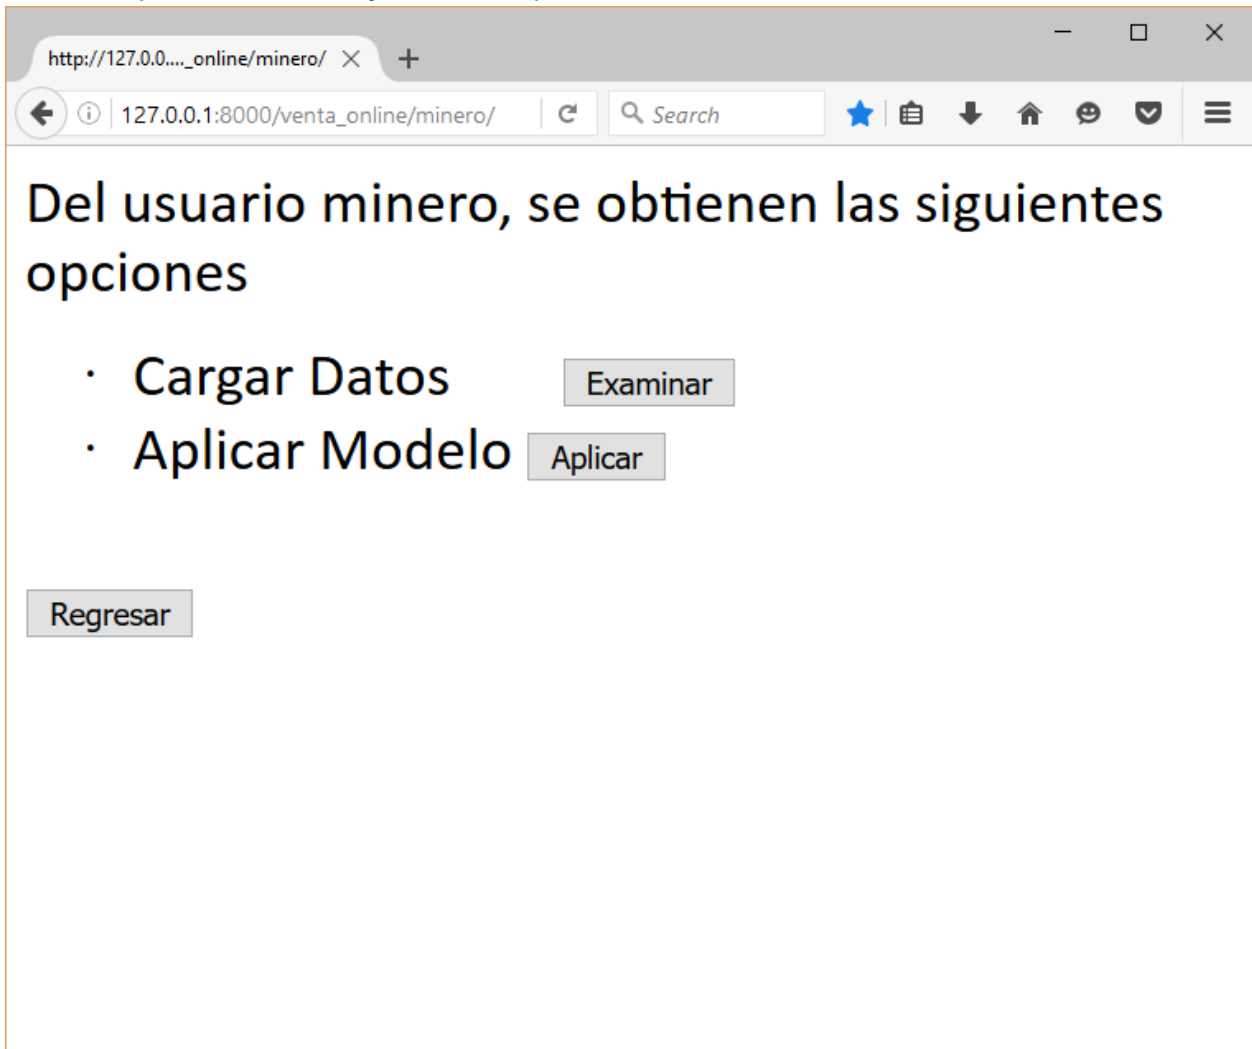 http://127.0.0...._online/minero/
127.0.0.1:8000/venta_online/minero/ Search
Del usuario minero, se obtienen las siguientes
opciones
· Cargar Datos Examinar
· Aplicar Modelo Aplicar
Regresar